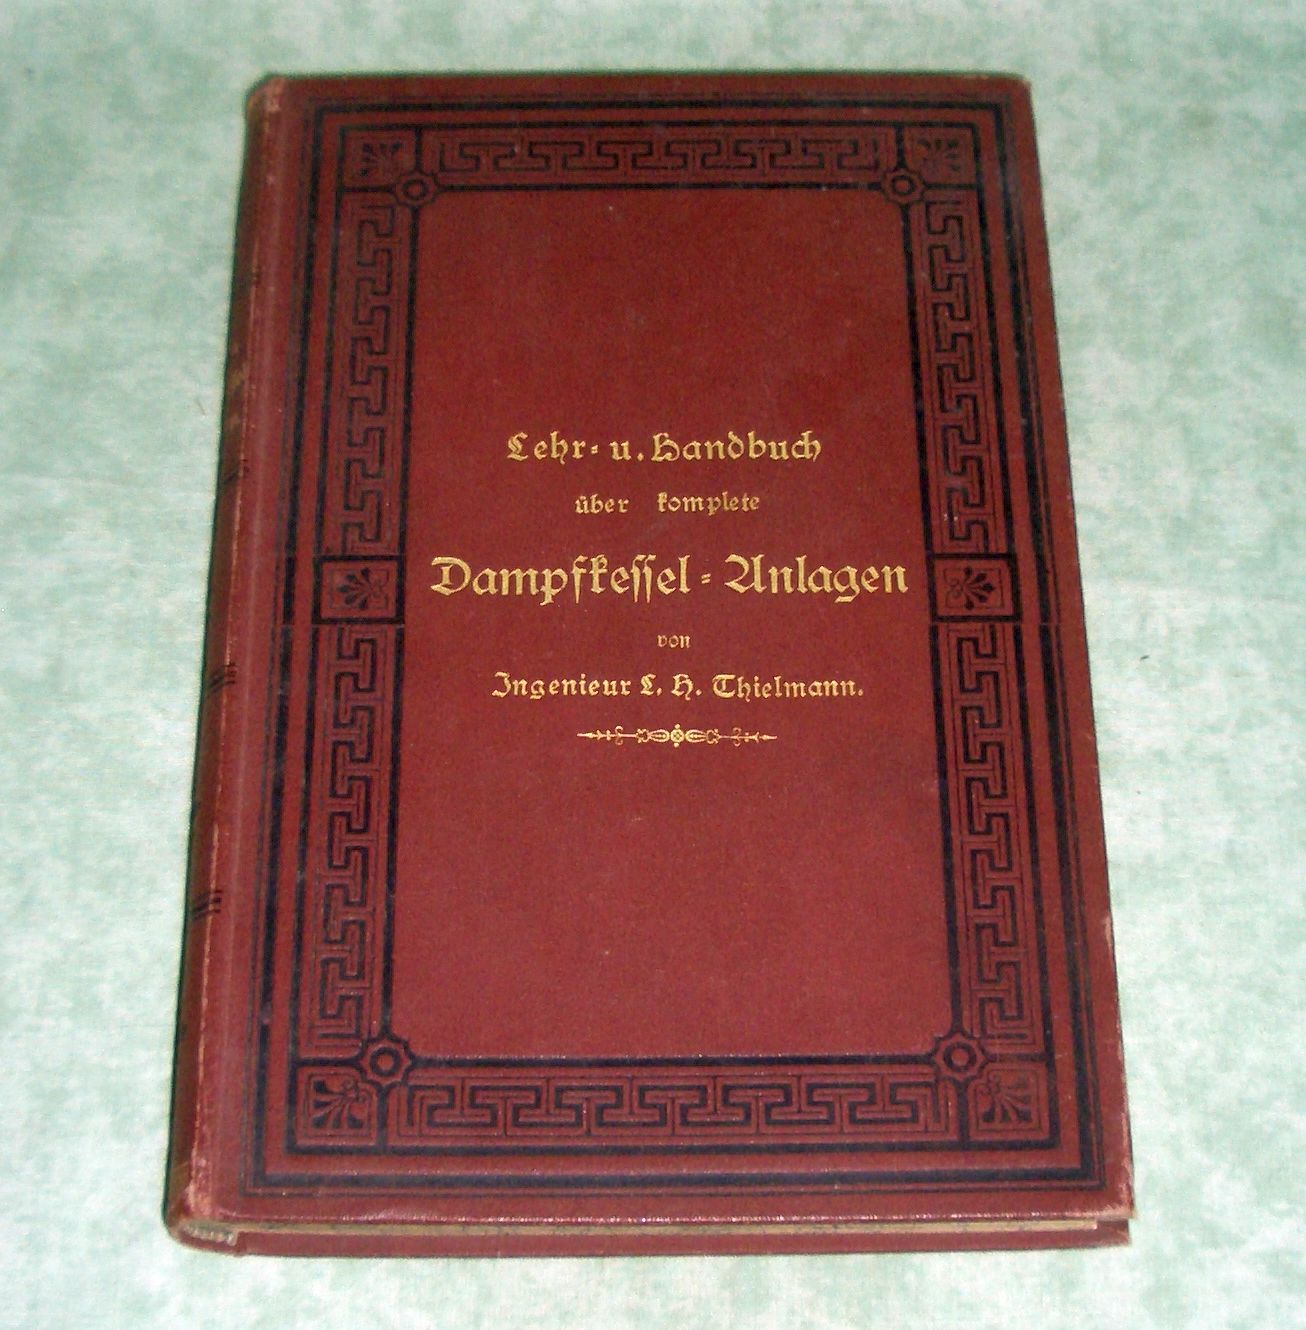 Lehr- u. Handbuch
über komplete
Dampfkessel-Anlagen
von
Ingenieur L. H. Thielmann.